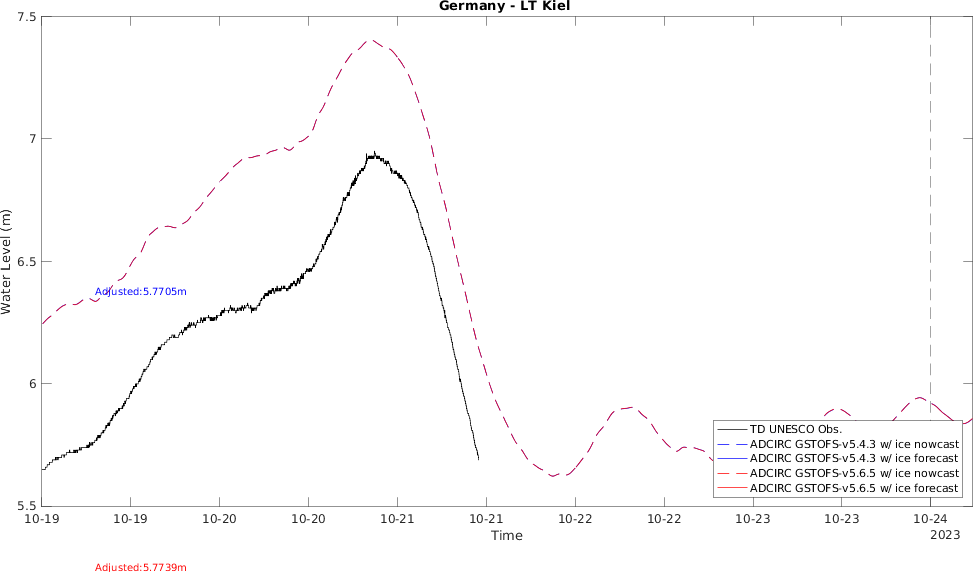 Germany - LT Kiel
7.5
7
6.5
6
5.5
Water Level (m)
Adjusted:5.7705m
TD UNESCO Obs.
ADCIRC GSTOFS-v5.4.3 w/ ice nowcast
ADCIRC GSTOFS-v5.4.3 w/ ice forecast
ADCIRC GSTOFS-v5.6.5 w/ ice nowcast
ADCIRC GSTOFS-v5.6.5 w/ ice forecast
10-19 10-19 10-20 10-20 10-21 10-21 10-22 10-22 10-23 10-23 10-24
Time 2023
Adjusted:5.7739m